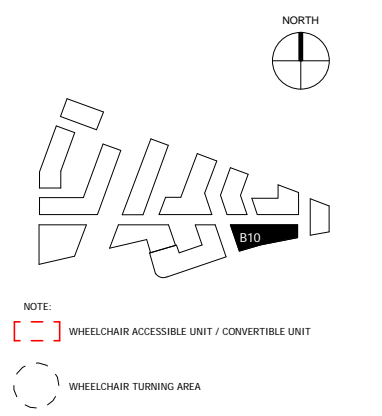 NORTH
B10
NOTE:
WHEELCHAIR ACCESSIBLE UNIT / CONVERTIBLE UNIT
WHEELCHAIR TURNING AREA